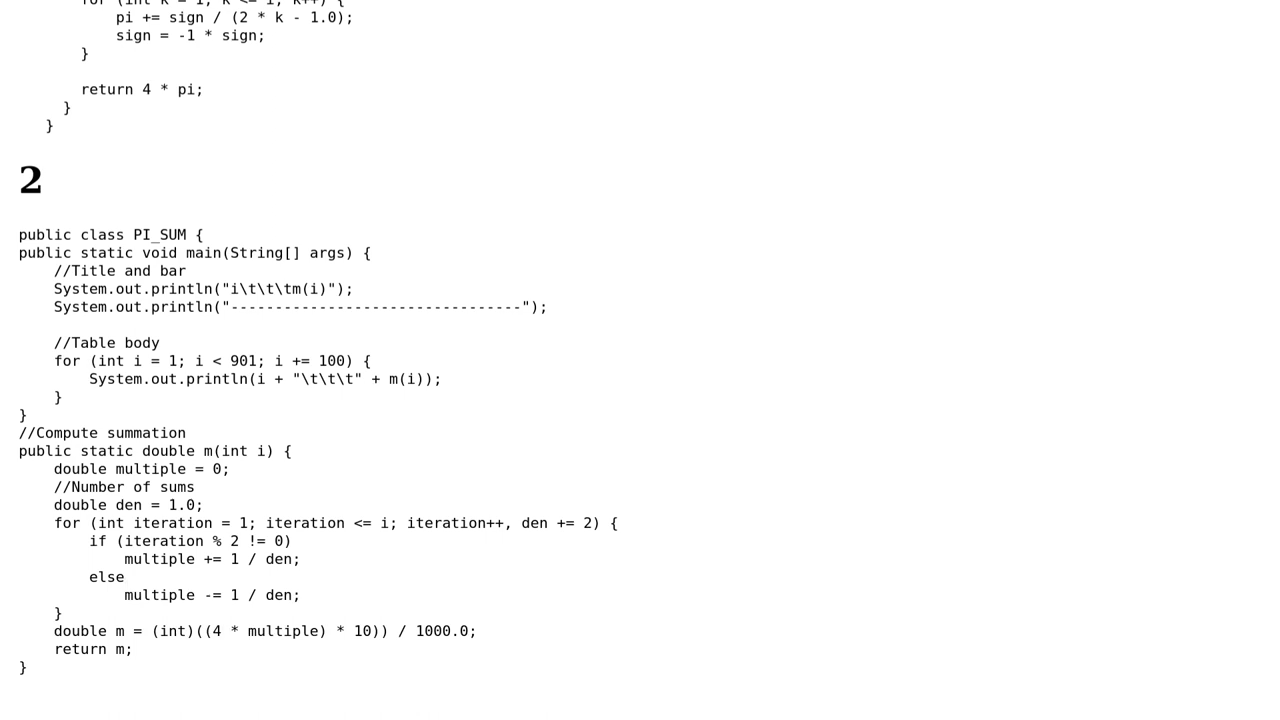 for (int k = 1; k <= i; k++) {
pi += sign / (2 * k - 1.0);
sign = -1 * sign;
}
return 4 * pi;
}
}
2
public class PI_SUM {
public static void main(String[] args) {
//Title and bar
System.out.println("i\t\t\tm(i)");
System.out.println("---------------------------------");
//Table body
for (int i = 1; i < 901; i += 100) {
System.out.println(i + "\t\t\t" + m(i));
}
}
//Compute summation
public static double m(int i) {
double multiple = 0;
//Number of sums
double den = 1.0;
for (int iteration = 1; iteration <= i; iteration++, den += 2) {
if (iteration % 2 != 0)
multiple += 1 / den;
else
multiple -= 1 / den;
}
double m = (int)((4 * multiple) * 10)) / 1000.0;
return m;
}